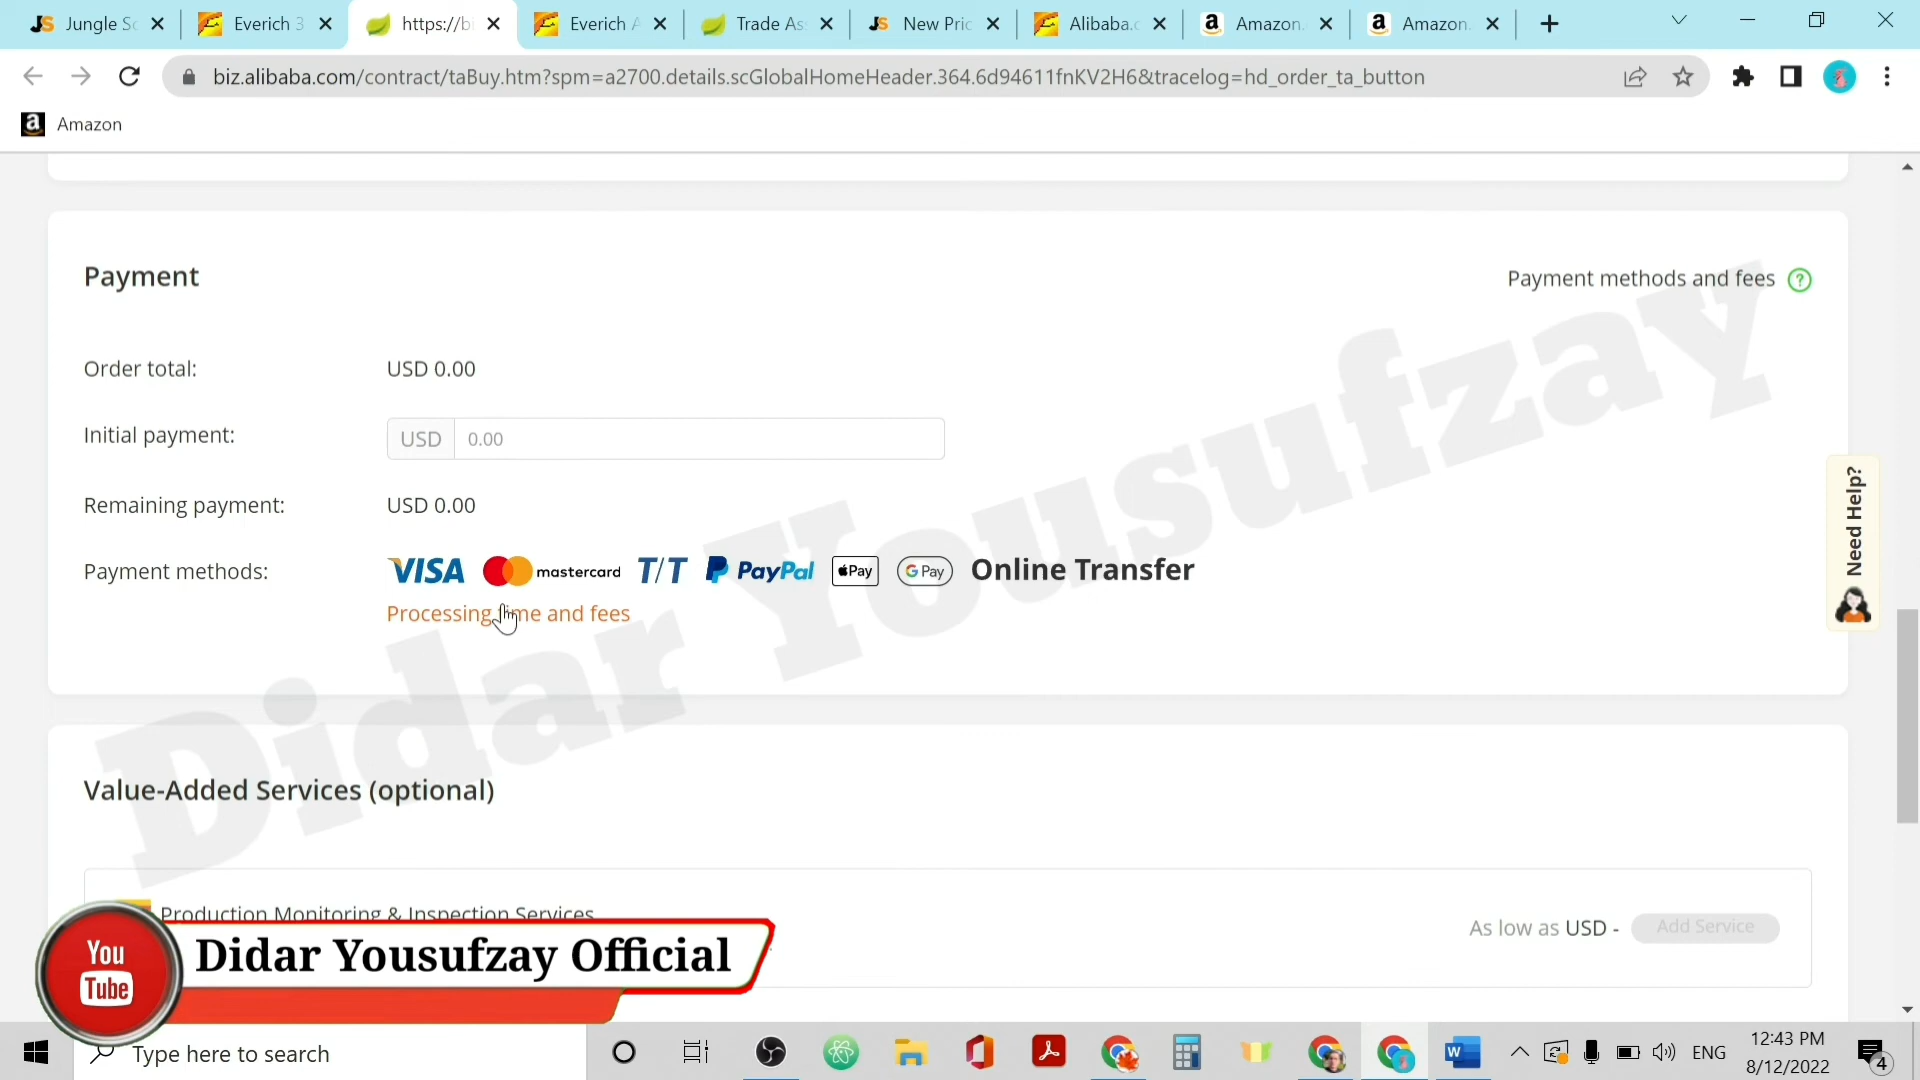 Jungle Sc
Everich 3
https://bi
Everich A
Trade As
New Pric
Alibaba.c
Amazon.
Amazon.
biz.alibaba.com/contract/taBuy.htm?spm=a2700.details.scGlobalHomeHeader.364.6d94611fnKV2H6&tracelog=hd_order_ta_button
Amazon
Payment
Payment methods and fees ?
Order total:
USD 0.00
Initial payment:
USD 0.00
Remaining payment:
USD 0.00
Payment methods:
VISA mastercard T/T PayPal Pay G Pay Online Transfer
Processing time and fees
Need Help?
Didar Yousufzay
Value-Added Services (optional)
Production Monitoring & Inspection Services
As low as USD -
Add Service
You
Tube
Didar Yousufzay Official
Type here to search
ENG
12:43 PM
8/12/2022
4